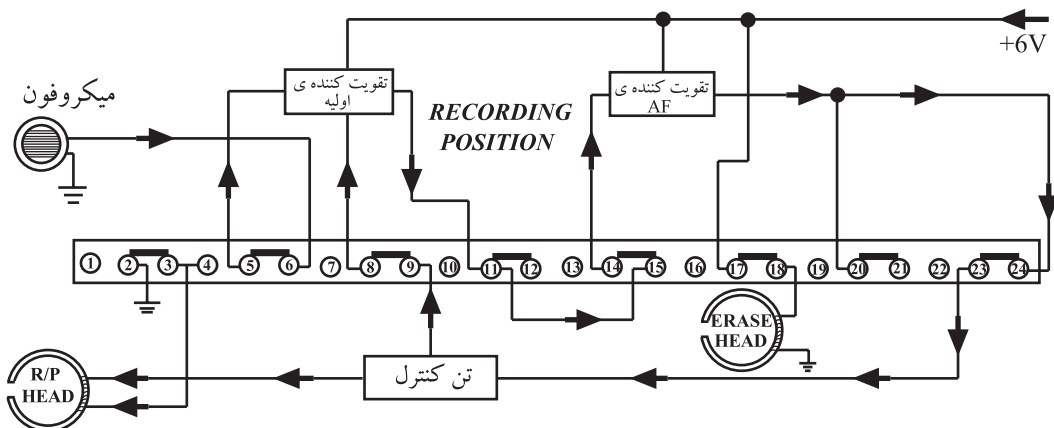 +6V
میکروفون
تقویت کننده ی
اولیه
RECORDING
POSITION
تقویت کننده ی
AF
1 2 3 4 5 6 7 8 9 10 11 12 13 14 15 16 17 18 19 20 21 22 23 24
ERASE
HEAD
R/P
HEAD
تن کنترل